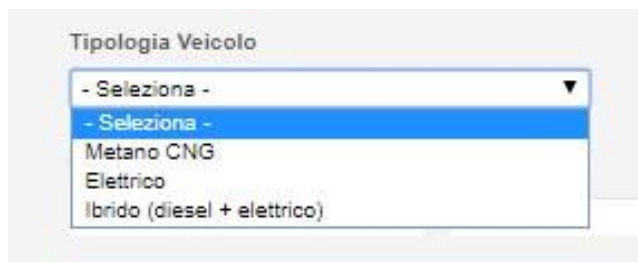 Tipologia Veicolo
- Seleziona -
- Seleziona -
Metano CNG
Elettrico
Ibrido (diesel + elettrico)